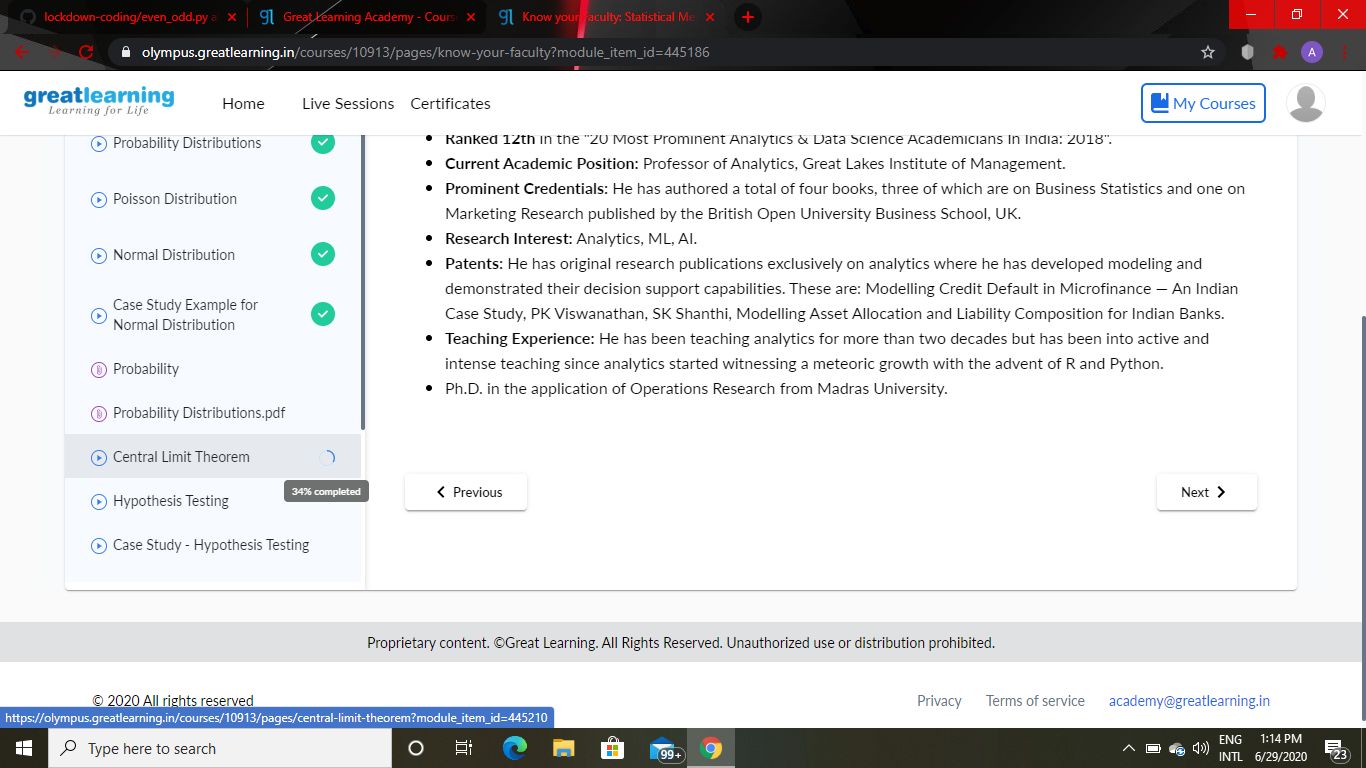 lockdown-coding/even_odd.py a
Great Learning Academy - Cours
Know your faculty: Statistical Me
olympus.greatlearning.in/courses/10913/pages/know-your-faculty?module_item_id=445186
A
greatlearning
Learning for Life
Home
Live Sessions
Certificates
My Courses
Probability Distributions
Poisson Distribution
Normal Distribution
Case Study Example for
Normal Distribution
Probability
Probability Distributions.pdf
Central Limit Theorem
34% completed
Hypothesis Testing
Case Study - Hypothesis Testing
Ranked 12th in the "20 Most Prominent Analytics & Data Science Academicians In India: 2018".
Current Academic Position: Professor of Analytics, Great Lakes Institute of Management.
Prominent Credentials: He has authored a total of four books, three of which are on Business Statistics and one on
Marketing Research published by the British Open University Business School, UK.
Research Interest: Analytics, ML, AI.
Patents: He has original research publications exclusively on analytics where he has developed modeling and
demonstrated their decision support capabilities. These are: Modelling Credit Default in Microfinance — An Indian
Case Study, PK Viswanathan, SK Shanthi, Modelling Asset Allocation and Liability Composition for Indian Banks.
Teaching Experience: He has been teaching analytics for more than two decades but has been into active and
intense teaching since analytics started witnessing a meteoric growth with the advent of R and Python.
Ph.D. in the application of Operations Research from Madras University.
Previous
Next
Proprietary content. ©Great Learning. All Rights Reserved. Unauthorized use or distribution prohibited.
© 2020 All rights reserved
Privacy
Terms of service
academy@greatlearning.in
https://olympus.greatlearning.in/courses/10913/pages/central-limit-theorem?module_item_id=445210
Type here to search
99+
ENG
INTL
1:14 PM
6/29/2020
23